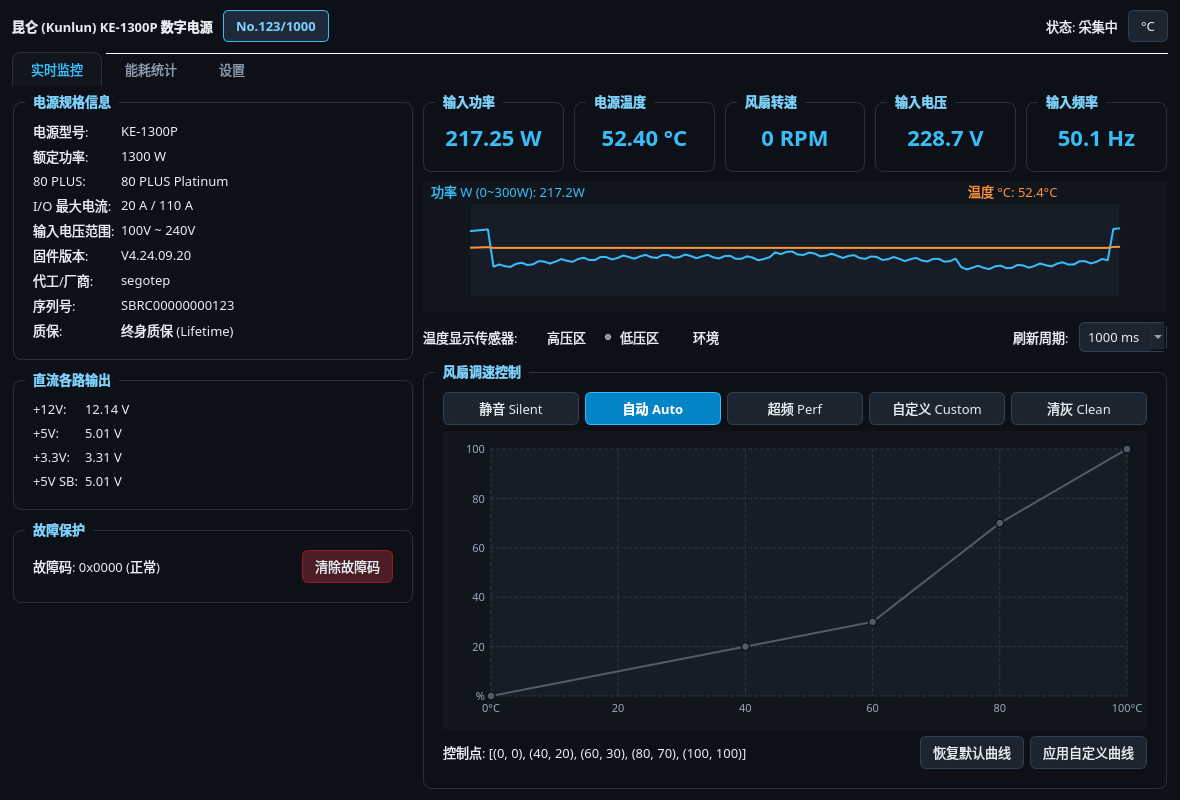 昆仑 (Kunlun) KE-1300P 数字电源
No.123/1000
状态: 采集中
°C
实时监控
能耗统计
设置
电源规格信息
电源型号: KE-1300P
额定功率: 1300 W
80 PLUS: 80 PLUS Platinum
I/O 最大电流: 20 A / 110 A
输入电压范围: 100V ~ 240V
固件版本: V4.24.09.20
代工/厂商: segotep
序列号: SBRC00000000123
质保: 终身质保 (Lifetime)
直流各路输出
+12V: 12.14 V
+5V: 5.01 V
+3.3V: 3.31 V
+5V SB: 5.01 V
故障保护
故障码: 0x0000 (正常)
清除故障码
输入功率
217.25 W
电源温度
52.40 °C
风扇转速
0 RPM
输入电压
228.7 V
输入频率
50.1 Hz
功率 W (0~300W): 217.2W
温度 °C: 52.4°C
温度显示传感器:
高压区
低压区
环境
刷新周期:
1000 ms
风扇调速控制
静音 Silent
自动 Auto
超频 Perf
自定义 Custom
清灰 Clean
100
80
60
40
20
%
0°C
20
40
60
80
100°C
控制点: [(0, 0), (40, 20), (60, 30), (80, 70), (100, 100)]
恢复默认曲线
应用自定义曲线